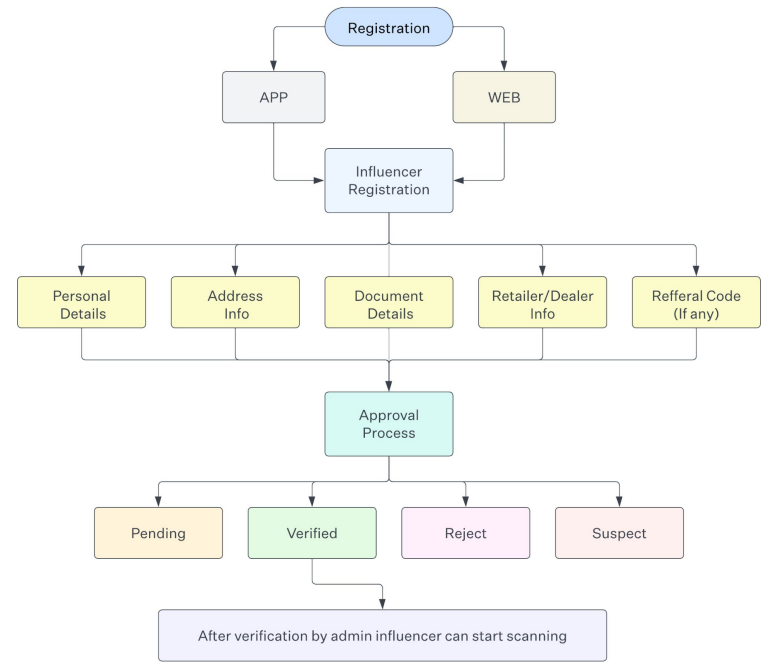 Registration
APP
WEB
Influencer
Registration
Personal
Details
Address
Info
Document
Details
Retailer/Dealer
Info
Refferal Code
(If any)
Approval
Process
Pending
Verified
Reject
Suspect
After verification by admin influencer can start scanning